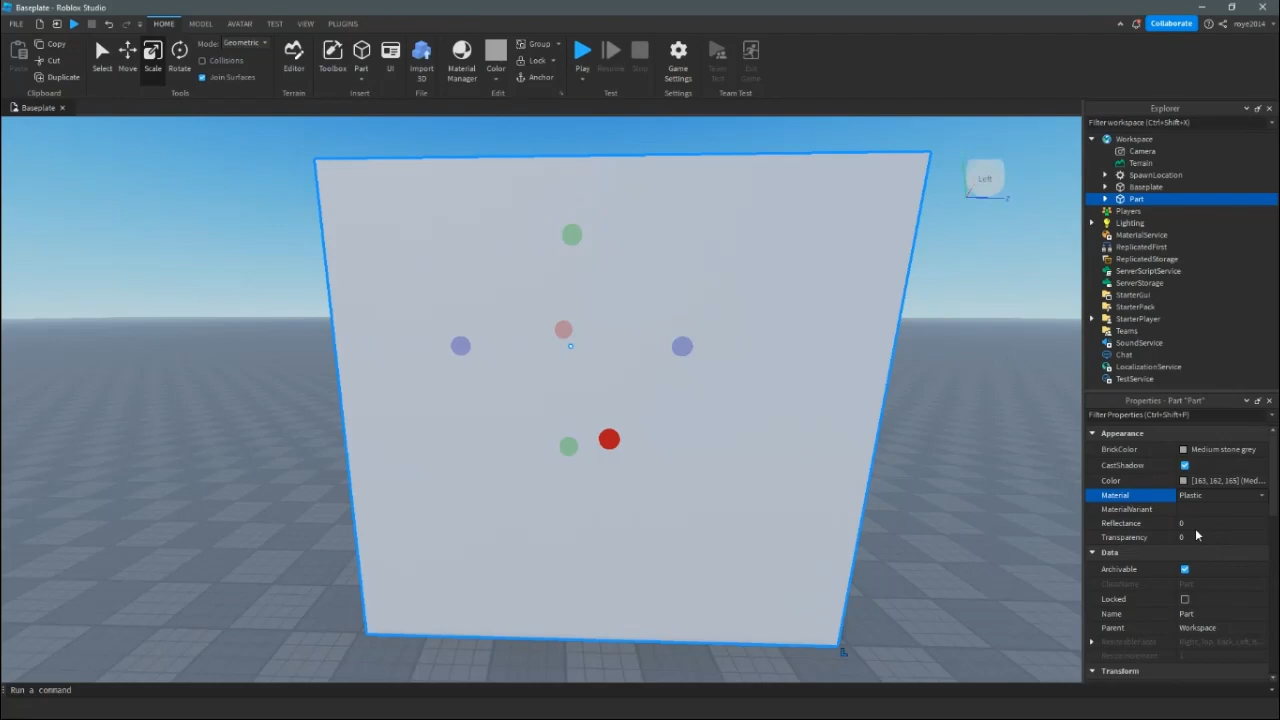 Baseplate - Roblox Studio
FILE
HOME MODEL AVATAR TEST VIEW PLUGINS
Collaborate
roye2014
Copy
Cut
Duplicate
Clipboard
Select Move Scale Rotate
Mode: Geometric
Collisions
Join Surfaces
Tools
Editor
Terrain
Toolbox Part UI
Insert
Import 3D
File
Material Manager
Color
Group
Lock
Anchor
Edit
Play Resume Stop
Test
Game Settings
Settings
Team Test
Exit Game
Team Test
Baseplate
Left
Z
Explorer
Filter workspace (Ctrl+Shift+X)
Workspace
Camera
Terrain
SpawnLocation
Baseplate
Part
Players
Lighting
MaterialService
ReplicatedFirst
ReplicatedStorage
ServerScriptService
ServerStorage
StarterGui
StarterPack
StarterPlayer
Teams
SoundService
Chat
LocalizationService
TestService
Properties - Part "Part"
Filter Properties (Ctrl+Shift+P)
Appearance
BrickColor Medium stone grey
CastShadow
Color [163, 162, 165] (Med...
Material Plastic
MaterialVariant
Reflectance 0
Transparency 0
Data
Archivable
ClassName Part
Locked
Name Part
Parent Workspace
Transform
Run a command